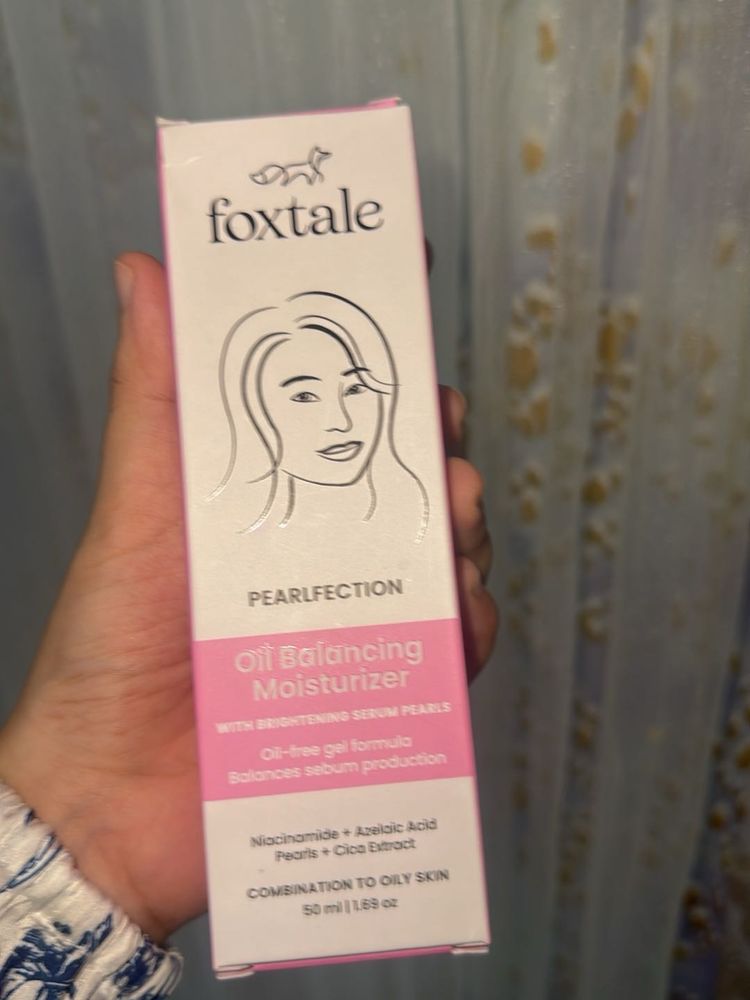 foxtale
PEARLFECTION
Oil Balancing
Moisturizer
WITH BRIGHTENING SERUM PEARLS
Oil-free gel formula
Balances sebum production
Niacinamide + Azelaic Acid
Pearls + Cica Extract
COMBINATION TO OILY SKIN
50 ml | 1.69 oz